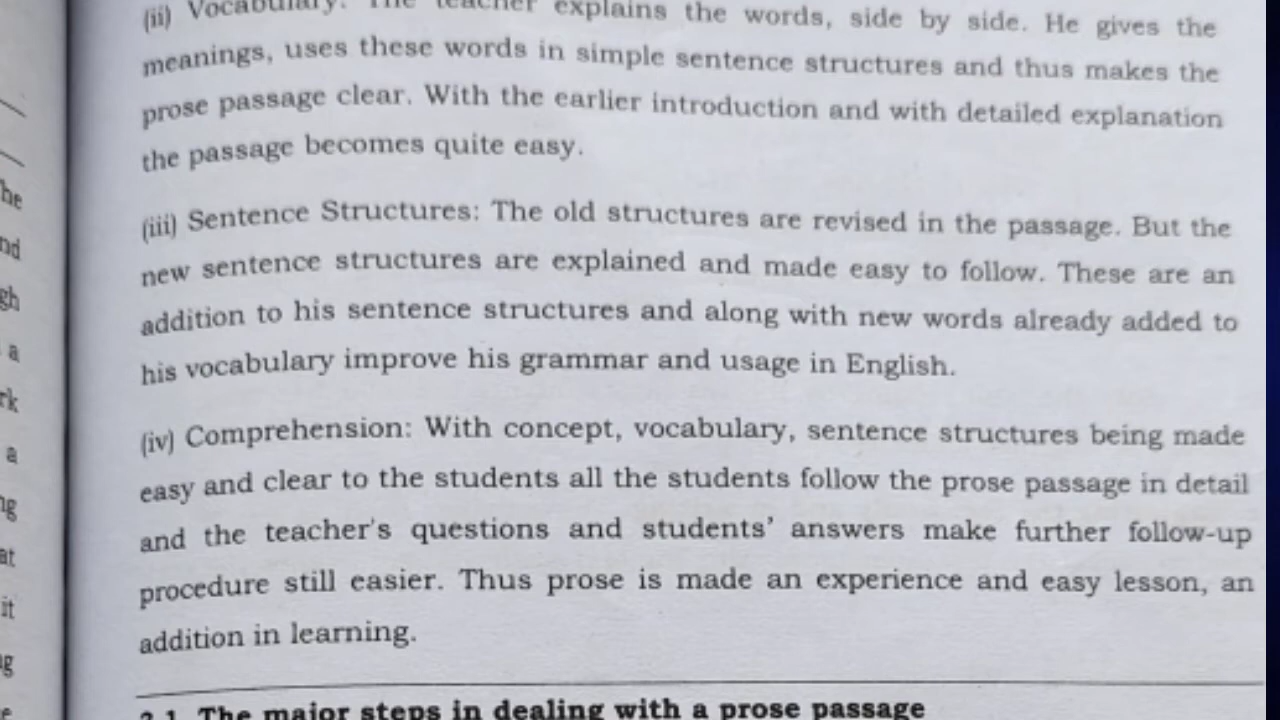 (ii) Vocabulary: The teacher explains the words, side by side. He gives the
meanings, uses these words in simple sentence structures and thus makes the
prose passage clear. With the earlier introduction and with detailed explanation
the passage becomes quite easy.
(iii) Sentence Structures: The old structures are revised in the passage. But the
new sentence structures are explained and made easy to follow. These are an
addition to his sentence structures and along with new words already added to
his vocabulary improve his grammar and usage in English.
(iv) Comprehension: With concept, vocabulary, sentence structures being made
easy and clear to the students all the students follow the prose passage in detail
and the teacher's questions and students' answers make further follow-up
procedure still easier. Thus prose is made an experience and easy lesson, an
addition in learning.
The major steps in dealing with a prose passage